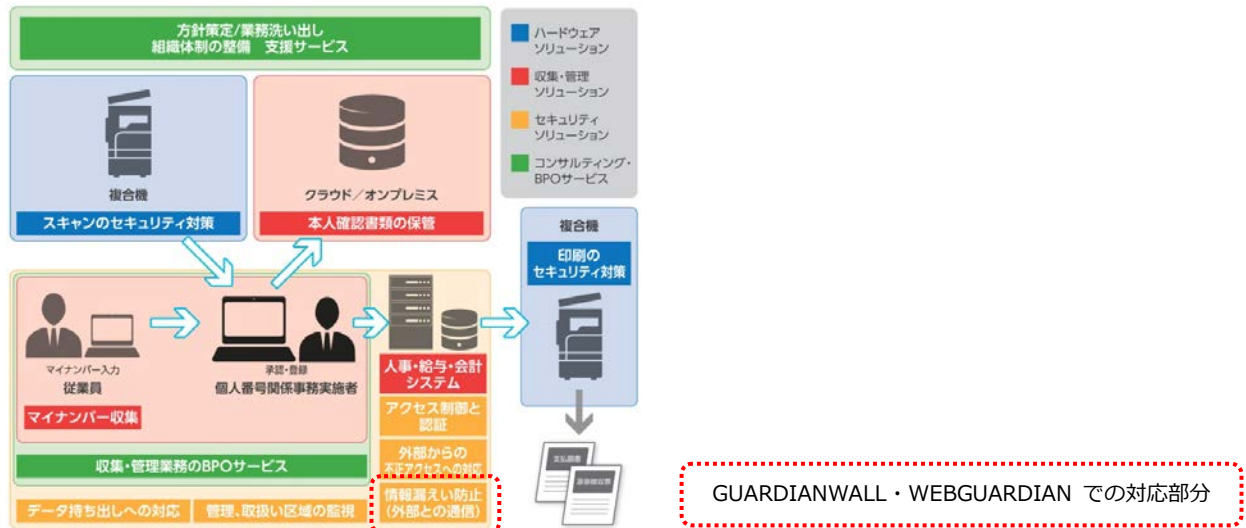 方針策定/業務洗い出し
組織体制の整備　支援サービス
ハードウェア
ソリューション
収集・管理
ソリューション
セキュリティ
ソリューション
コンサルティング・
BPOサービス
複合機
スキャンのセキュリティ対策
クラウド／オンプレミス
本人確認書類の保管
複合機
印刷の
セキュリティ対策
マイナンバー入力
従業員
マイナンバー収集
承認・登録
個人番号関係事務実施者
収集・管理業務のBPOサービス
人事・給与・会計
システム
アクセス制御と
認証
外部からの
不正アクセスへの対応
情報漏えい防止
(外部との通信)
データ持ち出しへの対応
管理、取扱い区域の監視
支払調書
GUARDIANWALL・WEBGUARDIAN での対応部分